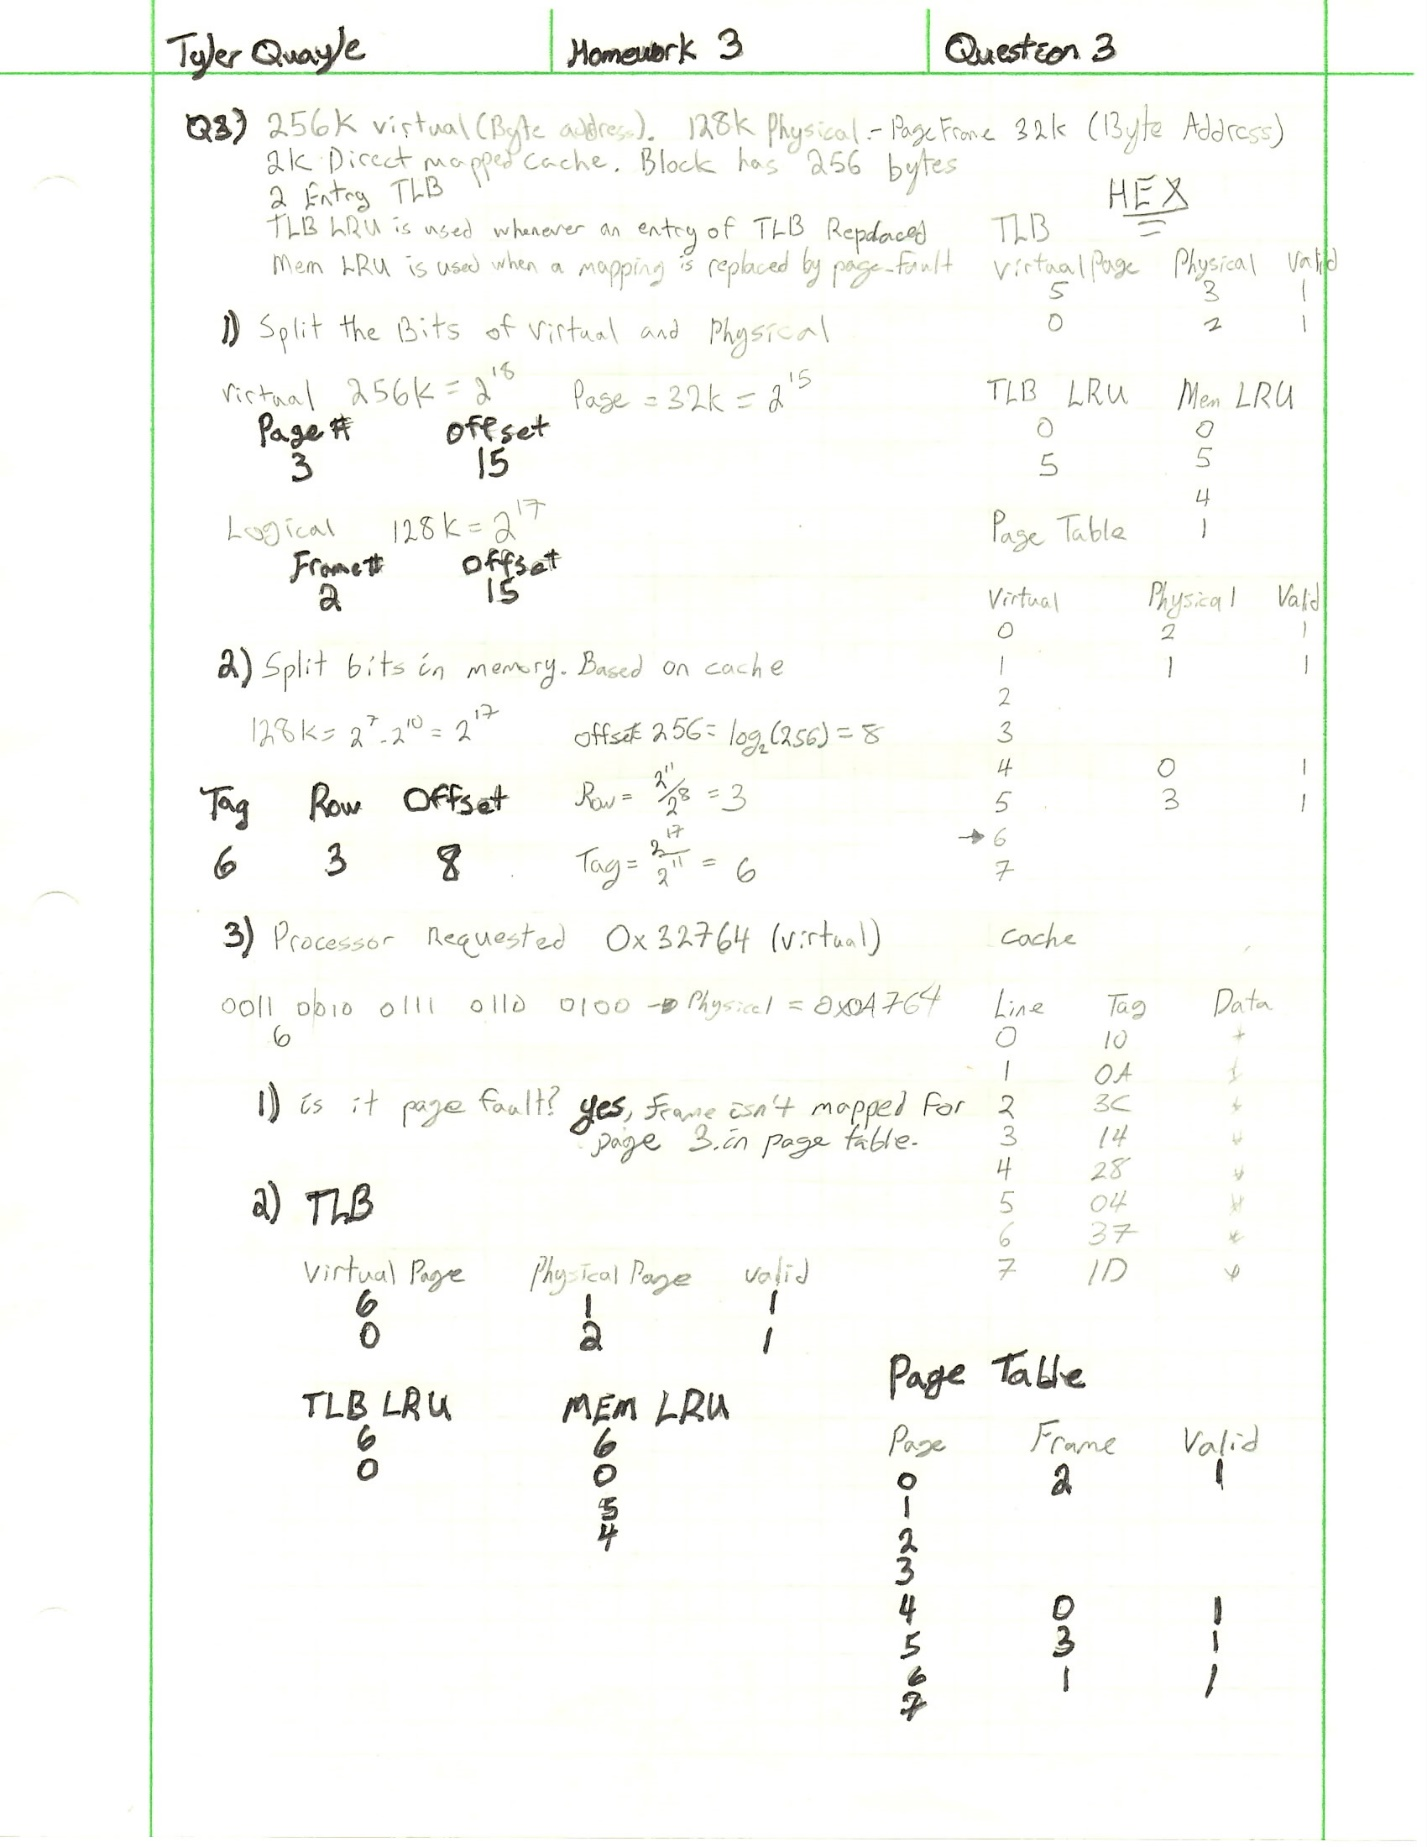 Tyler Quayle Homework 3 Question 3
Q3) 256K virtual (Byte address). 128k Physical - Page Frame 32k (Byte Address)
2k Direct mapped cache. Block has 256 bytes
2 Entry TLB
HEX
TLB LRU is used whenever an entry of TLB Repdaced
Mem LRU is used when a mapping is replaced by page-fault
TLB
Virtual Page Physical Valid
5 3 1
0 2 1
1) Split the Bits of Virtual and Physical
Virtual 256k = 2^18 Page = 32k = 2^15
Page # offset
3 15
Logical 128k = 2^17
Frame# Offset
2 15
TLB LRU Mem LRU
0 0
5 5
4
1
Page Table
Virtual Physical Valid
0 2 1
1 1 1
2
3
4 0 1
5 3 1
→ 6
7
2) Split bits in memory. Based on cache
128k = 2^7 . 2^10 = 2^17 offset 256 = log2(256) = 8
Tag Row Offset Row = 2^11/2^8 = 3
6 3 8 Tag = 2^17/2^11 = 6
3) Processor Requested 0x32764 (virtual)
0011 0010 0111 0110 0100 → Physical = 0x0A764
6
1) is it page fault? yes, Frame isn't mapped for
page 3.in page table.
cache
Line Tag Data
0 10 *
1 0A *
2 3C *
3 14 *
4 28 *
5 04 *
6 37 *
7 1D *
2) TLB
Virtual Page Physical Page valid
6 1 1
0 2 1
TLB LRU MEM LRU
6 6
0 0
5
4
Page Table
Page Frame Valid
0 2 1
1
2
3
4 0 1
5 3 1
6 1 1
7